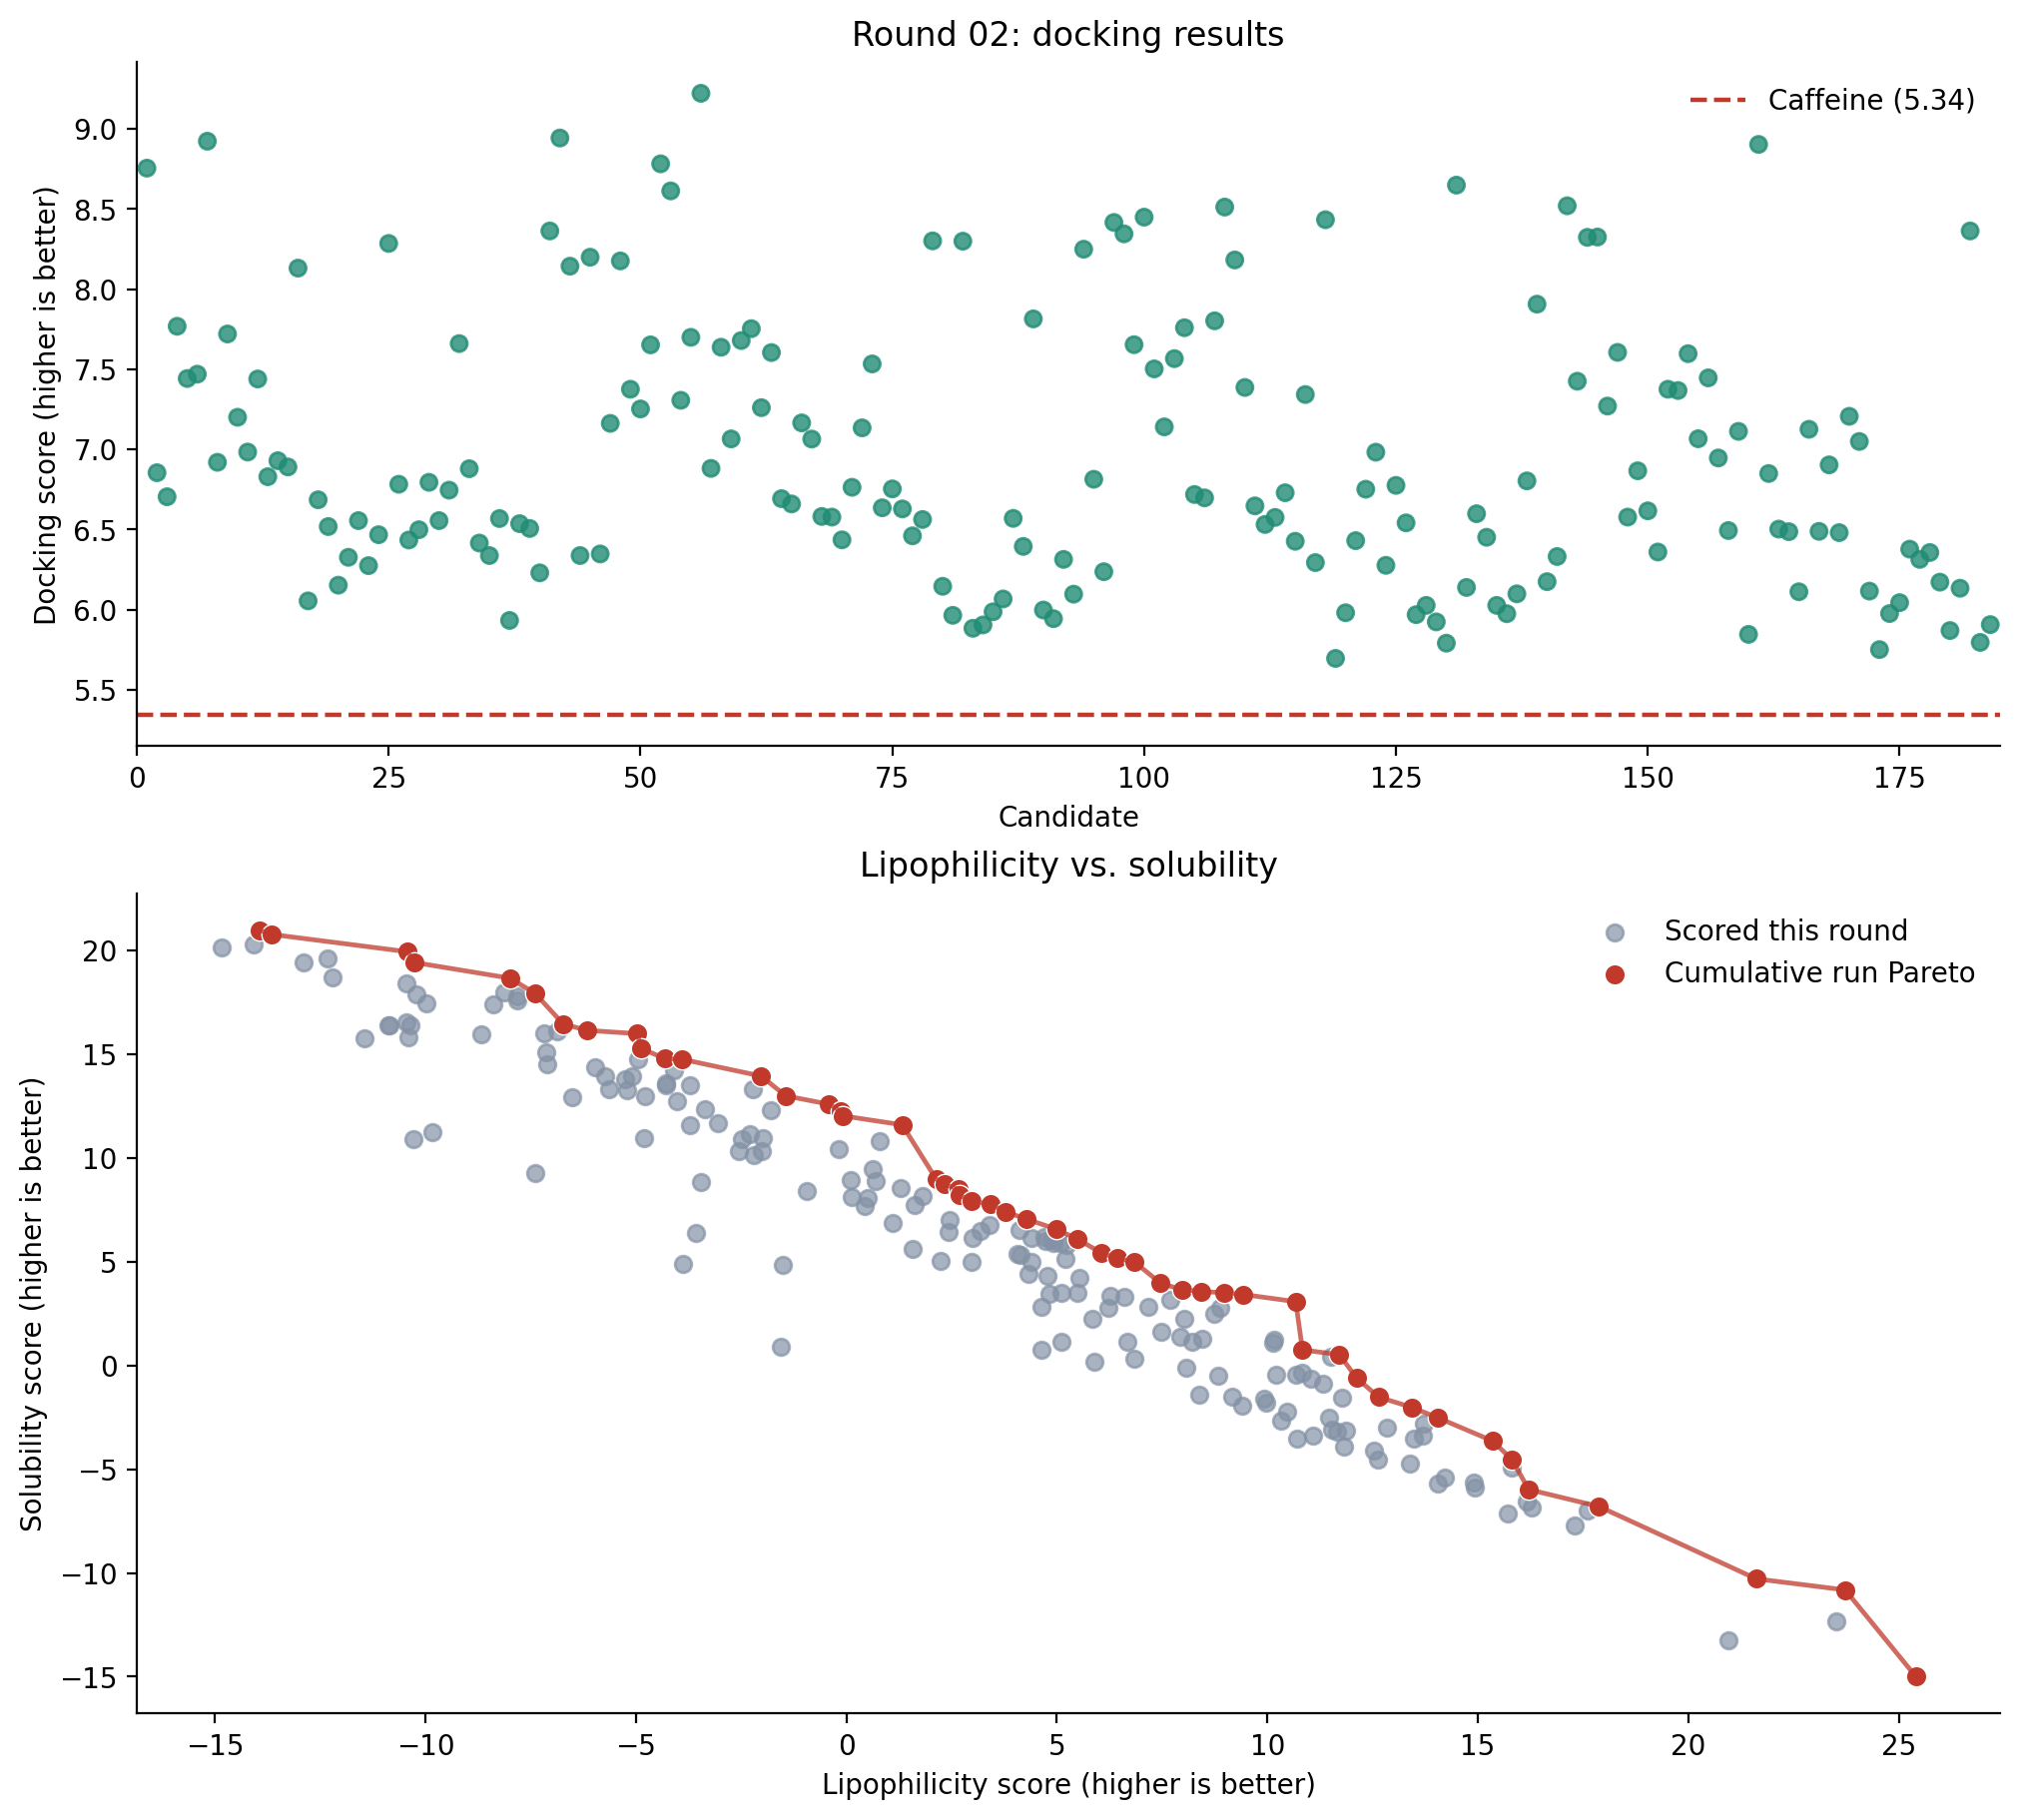 Round 02: docking results
Caffeine (5.34)
Docking score (higher is better)
9.0
8.5
8.0
7.5
7.0
6.5
6.0
5.5
0 25 50 75 100 125 150 175
Candidate
Lipophilicity vs. solubility
Scored this round
Cumulative run Pareto
Solubility score (higher is better)
20
15
10
5
0
−5
−10
−15
−15 −10 −5 0 5 10 15 20 25
Lipophilicity score (higher is better)